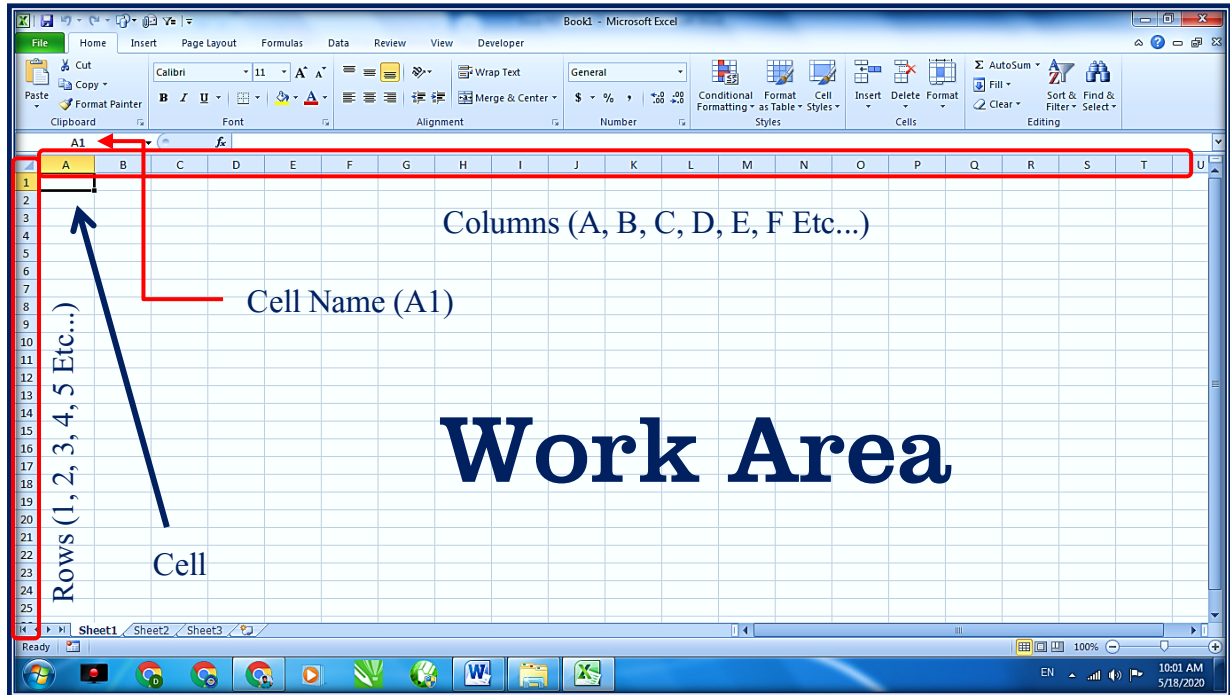 Book1 - Microsoft Excel
File Home Insert Page Layout Formulas Data Review View Developer
Paste
Cut
Copy
Format Painter
Clipboard
Calibri 11
B I U
Font
Wrap Text
Merge & Center
Alignment
General
$ % ,
Number
Conditional Formatting
Format as Table
Cell Styles
Styles
Insert Delete Format
Cells
Σ AutoSum
Fill
Clear
Sort & Filter
Find & Select
Editing
A1 fx
A B C D E F G H I J K L M N O P Q R S T U
1
2
3
4
5
6
7
8
9
10
11
12
13
14
15
16
17
18
19
20
21
22
23
24
25
Columns (A, B, C, D, E, F Etc...)
Cell Name (A1)
Rows (1, 2, 3, 4, 5 Etc...)
Work Area
Cell
Sheet1 Sheet2 Sheet3
Ready 100%
EN 10:01 AM
5/18/2020